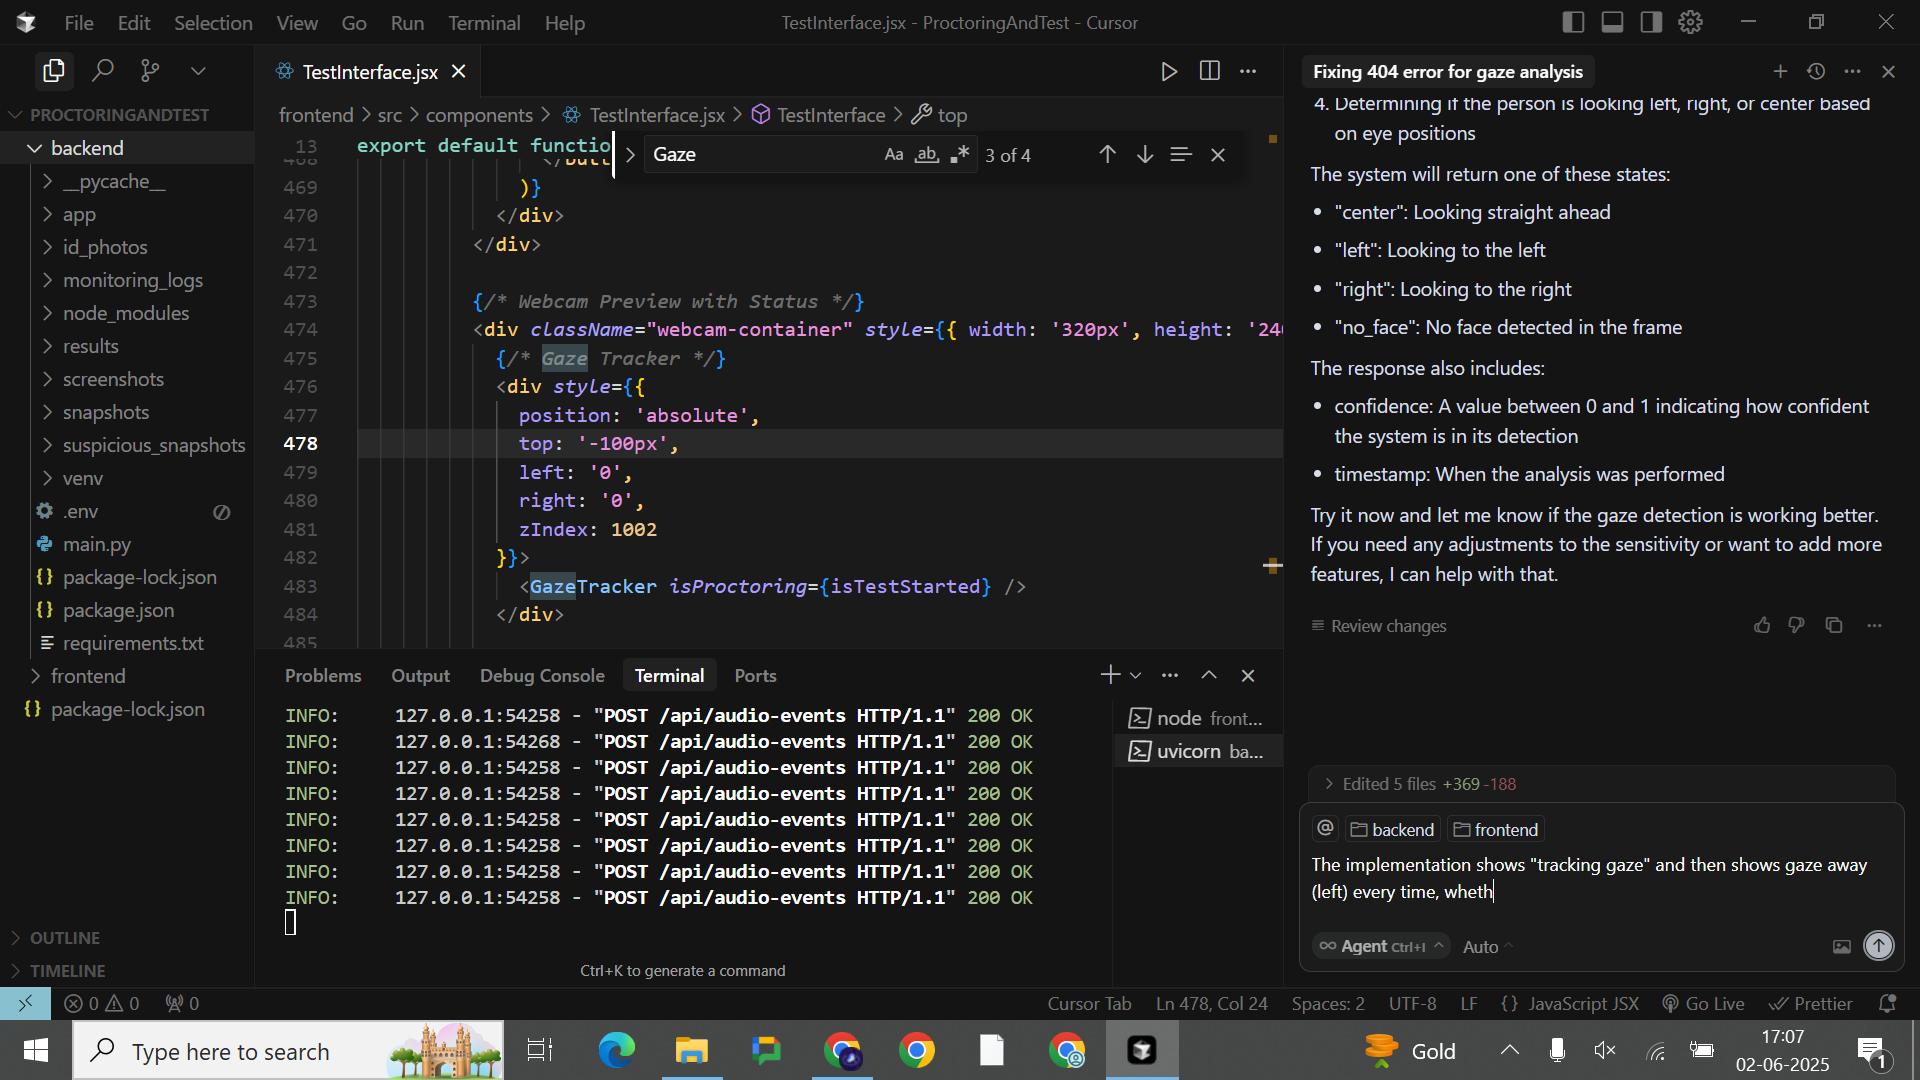 File Edit Selection View Go Run Terminal Help
TestInterface.jsx - ProctoringAndTest - Cursor
PROCTORINGANDTEST
backend
__pycache__
app
id_photos
monitoring_logs
node_modules
results
screenshots
snapshots
suspicious_snapshots
venv
.env
main.py
package-lock.json
package.json
requirements.txt
frontend
package-lock.json
OUTLINE
TIMELINE
TestInterface.jsx
frontend > src > components > TestInterface.jsx > TestInterface > top
13 export default functio
Gaze Aa ab 3 of 4
469 )}
470 </div>
471 </div>
472
473 {/* Webcam Preview with Status */}
474 <div className="webcam-container" style={{ width: '320px', height: '24
475 {/* Gaze Tracker */}
476 <div style={{
477 position: 'absolute',
478 top: '-100px',
479 left: '0',
480 right: '0',
481 zIndex: 1002
482 }}>
483 <GazeTracker isProctoring={isTestStarted} />
484 </div>
485
Problems Output Debug Console Terminal Ports
INFO: 127.0.0.1:54258 - "POST /api/audio-events HTTP/1.1" 200 OK
INFO: 127.0.0.1:54268 - "POST /api/audio-events HTTP/1.1" 200 OK
INFO: 127.0.0.1:54258 - "POST /api/audio-events HTTP/1.1" 200 OK
INFO: 127.0.0.1:54258 - "POST /api/audio-events HTTP/1.1" 200 OK
INFO: 127.0.0.1:54258 - "POST /api/audio-events HTTP/1.1" 200 OK
INFO: 127.0.0.1:54258 - "POST /api/audio-events HTTP/1.1" 200 OK
INFO: 127.0.0.1:54258 - "POST /api/audio-events HTTP/1.1" 200 OK
INFO: 127.0.0.1:54258 - "POST /api/audio-events HTTP/1.1" 200 OK
Ctrl+K to generate a command
node front...
uvicorn ba...
Fixing 404 error for gaze analysis
4. Determining if the person is looking left, right, or center based
on eye positions
The system will return one of these states:
• "center": Looking straight ahead
• "left": Looking to the left
• "right": Looking to the right
• "no_face": No face detected in the frame
The response also includes:
• confidence: A value between 0 and 1 indicating how confident
the system is in its detection
• timestamp: When the analysis was performed
Try it now and let me know if the gaze detection is working better.
If you need any adjustments to the sensitivity or want to add more
features, I can help with that.
Review changes
Edited 5 files +369 -188
@ backend frontend
The implementation shows "tracking gaze" and then shows gaze away
(left) every time, wheth
∞ Agent Ctrl+I Auto
0 0 0
Cursor Tab Ln 478, Col 24 Spaces: 2 UTF-8 LF {} JavaScript JSX Go Live Prettier
Type here to search
Gold
17:07
02-06-2025
1